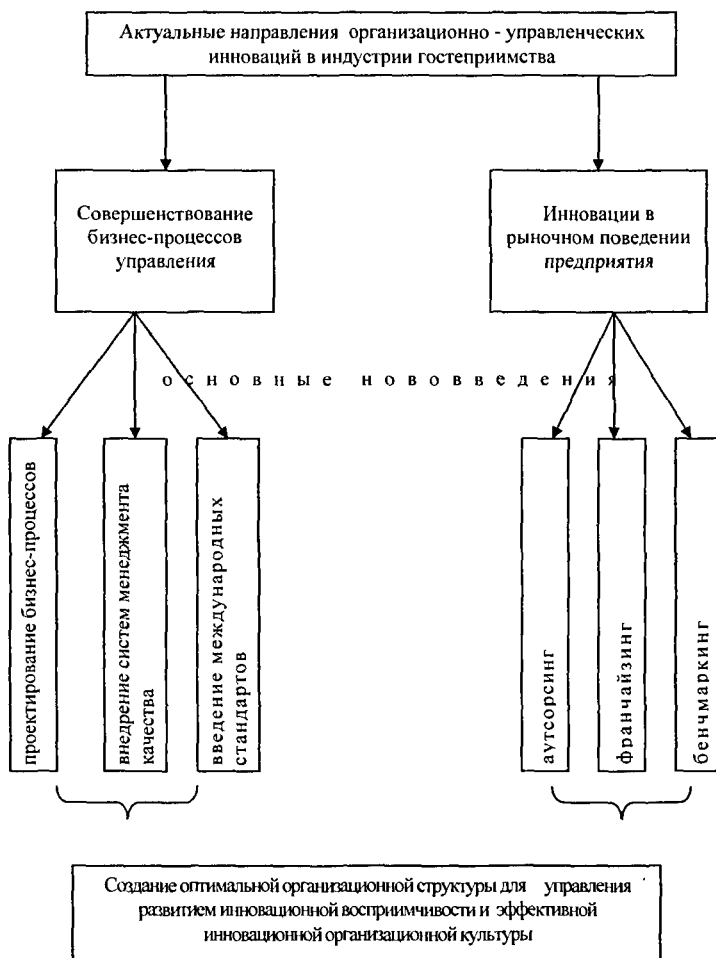 Актуальные направления организационно - управленческих
инноваций в индустрии гостеприимства
Совершенствование
бизнес-процессов
управления
Инновации в
рыночном поведении
предприятия
основные нововведения
проектирование бизнес-процессов
внедрение систем менеджмента
качества
введение международных
стандартов
аутсорсинг
франчайзинг
бенчмаркинг
Создание оптимальной организационной структуры для управления
развитием инновационной восприимчивости и эффективной
инновационной организационной культуры